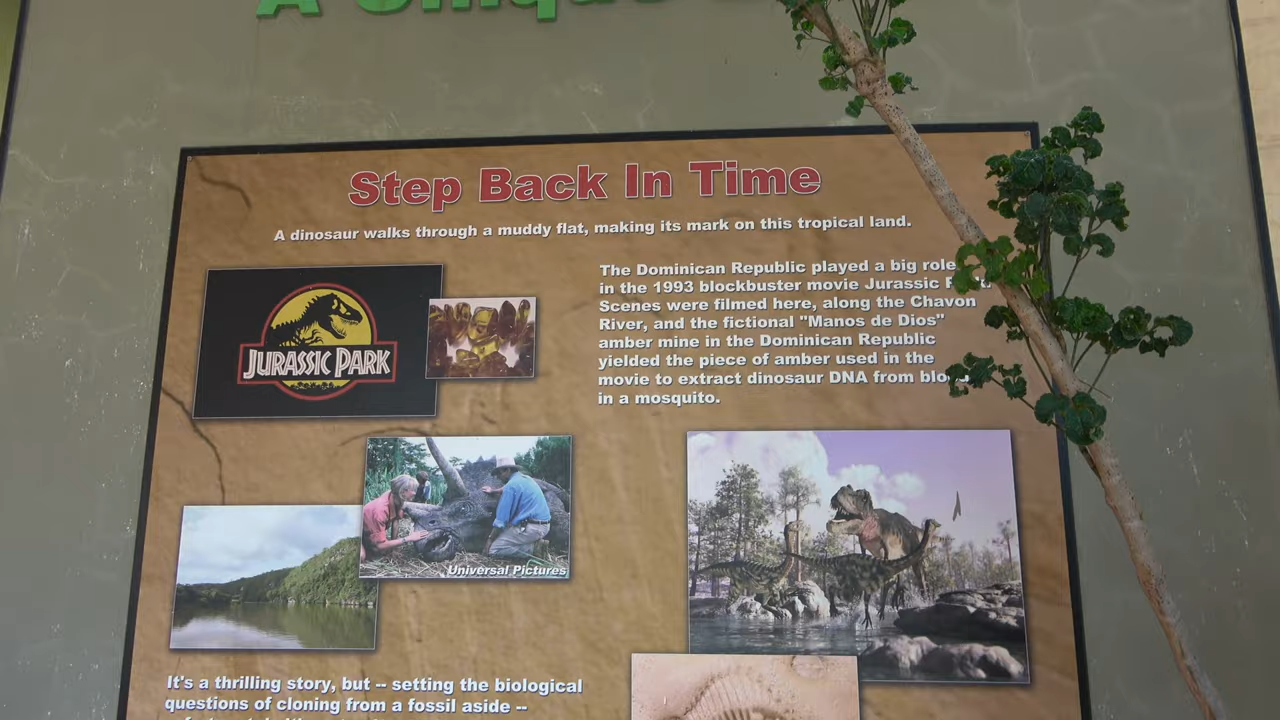 A Unique
Step Back In Time
A dinosaur walks through a muddy flat, making its mark on this tropical land.
JURASSIC PARK
The Dominican Republic played a big role
in the 1993 blockbuster movie Jurassic
Scenes were filmed here, along the Chavon
River, and the fictional "Manos de Dios"
amber mine in the Dominican Republic
yielded the piece of amber used in the
movie to extract dinosaur DNA from
in a mosquito.
Universal Pictures
It's a thrilling story, but -- setting the biological
questions of cloning from a fossil aside --